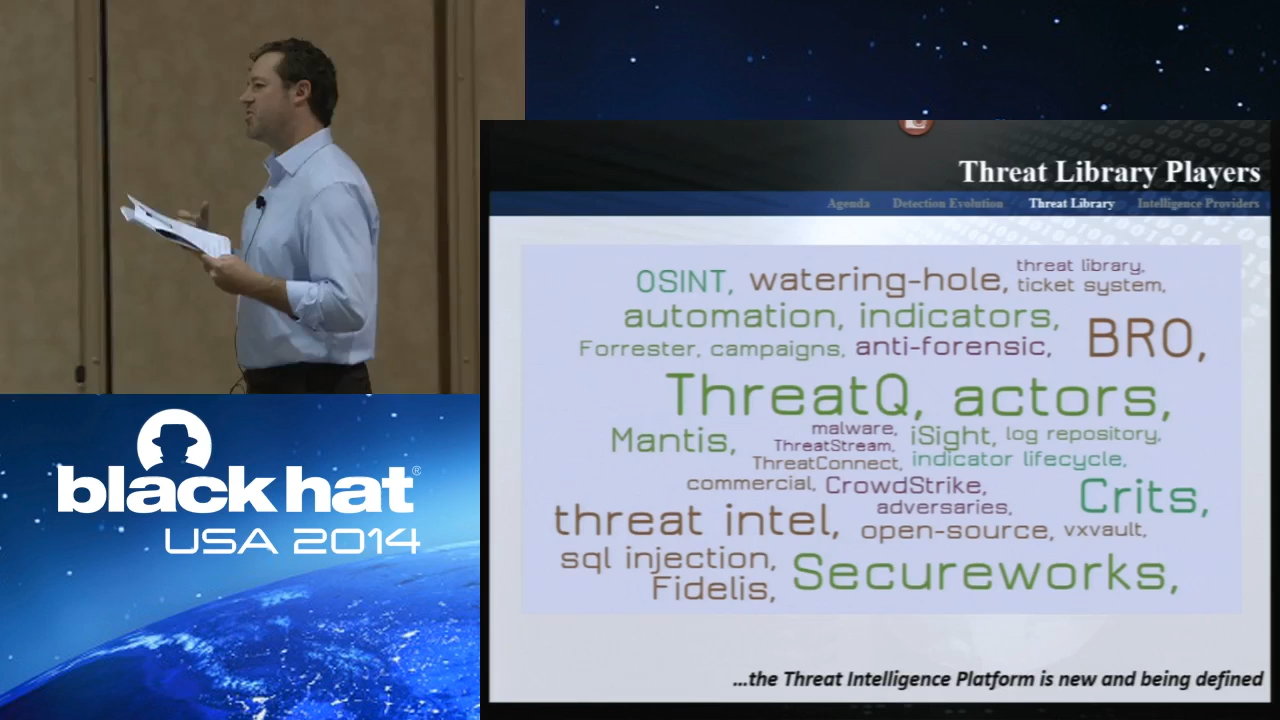 Threat Library Players
Agenda Detection Evolution Threat Library Intelligence Providers
OSINT, watering-hole, threat library,
ticket system,
automation, indicators,
BRO,
Forrester, campaigns, anti-forensic,
ThreatQ, actors,
Mantis, malware, iSight, log repository,
ThreatStream,
ThreatConnect, indicator lifecycle,
commercial, CrowdStrike,
Crits,
adversaries,
threat intel, open-source, vxvault,
sql injection,
Secureworks,
Fidelis,
...the Threat Intelligence Platform is new and being defined
black hat®
USA 2014